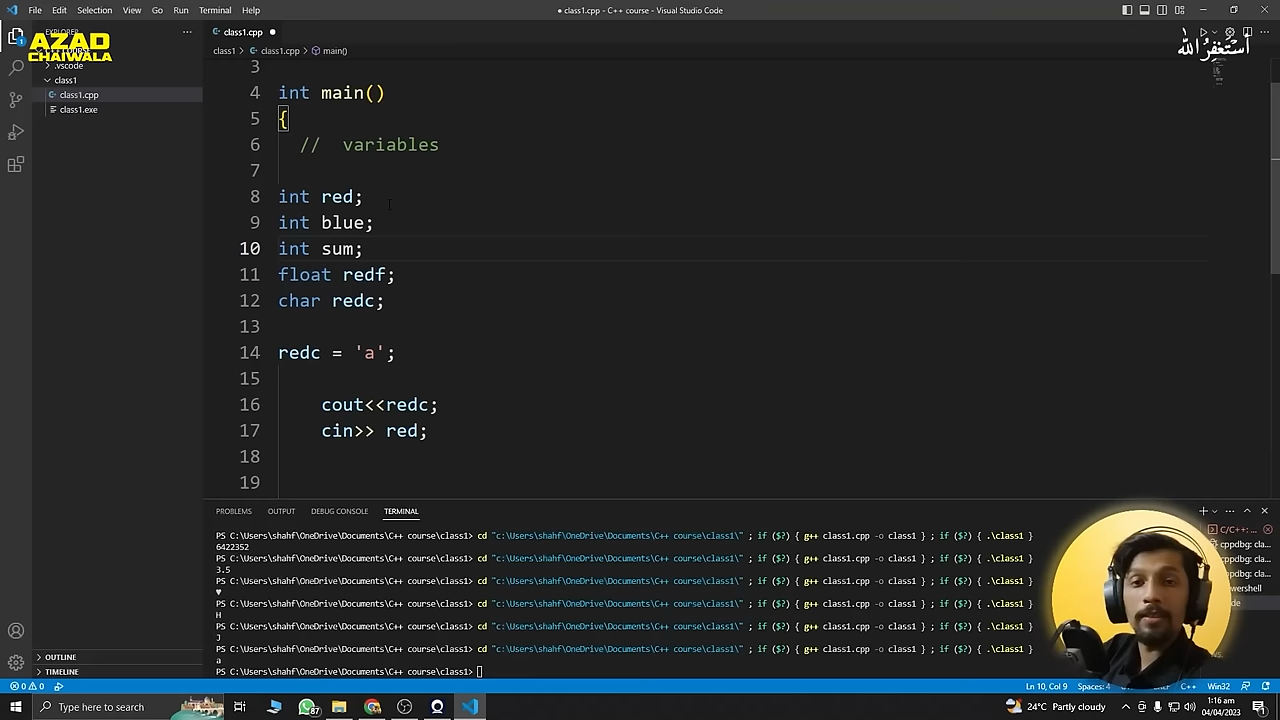 File Edit Selection View Go Run Terminal Help
● class1.cpp - C++ course - Visual Studio Code
AZAD
CHAIWALA
EXPLORER
.vscode
class1
class1.cpp
class1.exe
OUTLINE
TIMELINE
class1.cpp ●
class1 > class1.cpp > main()
أستغفر الله
3
4 int main()
5 {
6 // variables
7
8 int red;
9 int blue;
10 int sum;
11 float redf;
12 char redc;
13
14 redc = 'a';
15
16 cout<<redc;
17 cin>> red;
18
19
PROBLEMS OUTPUT DEBUG CONSOLE TERMINAL
PS C:\Users\shahf\OneDrive\Documents\C++ course\class1> cd "c:\Users\shahf\OneDrive\Documents\C++ course\class1\" ; if ($?) { g++ class1.cpp -o class1 } ; if ($?) { .\class1 }
6422352
PS C:\Users\shahf\OneDrive\Documents\C++ course\class1> cd "c:\Users\shahf\OneDrive\Documents\C++ course\class1\" ; if ($?) { g++ class1.cpp -o class1 } ; if ($?) { .\class1 }
3.5
PS C:\Users\shahf\OneDrive\Documents\C++ course\class1> cd "c:\Users\shahf\OneDrive\Documents\C++ course\class1\" ; if ($?) { g++ class1.cpp -o class1 } ; if ($?) { .\class1 }
♥
PS C:\Users\shahf\OneDrive\Documents\C++ course\class1> cd "c:\Users\shahf\OneDrive\Documents\C++ course\class1\" ; if ($?) { g++ class1.cpp -o class1 } ; if ($?) { .\class1 }
H
PS C:\Users\shahf\OneDrive\Documents\C++ course\class1> cd "c:\Users\shahf\OneDrive\Documents\C++ course\class1\" ; if ($?) { g++ class1.cpp -o class1 } ; if ($?) { .\class1 }
J
PS C:\Users\shahf\OneDrive\Documents\C++ course\class1> cd "c:\Users\shahf\OneDrive\Documents\C++ course\class1\" ; if ($?) { g++ class1.cpp -o class1 } ; if ($?) { .\class1 }
a
PS C:\Users\shahf\OneDrive\Documents\C++ course\class1>
C/C++: ...
cppdbg: cla...
cppdbg: cla...
0 0
Ln 10, Col 9 Spaces: 4 C++ Win32
Type here to search
87
24°C Partly cloudy
1:16 am
04/04/2023